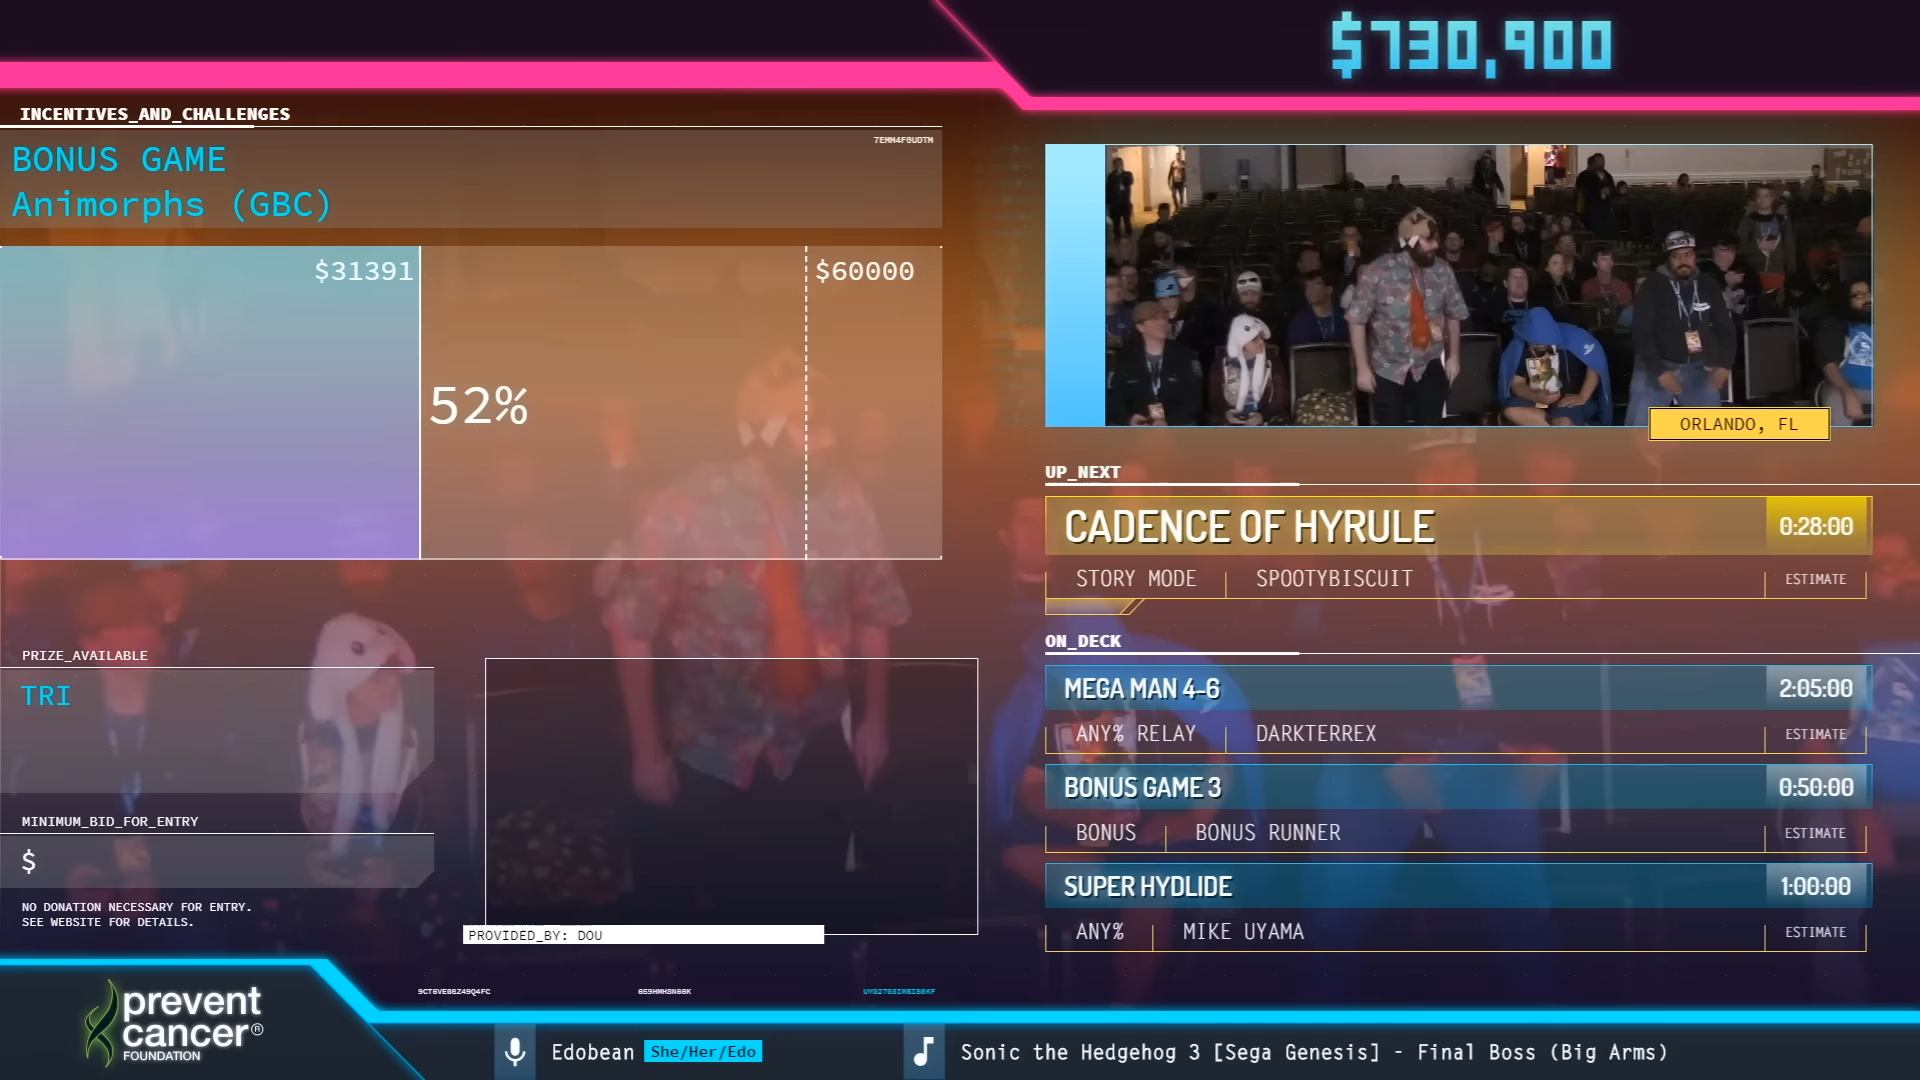 $730,900
INCENTIVES_AND_CHALLENGES
BONUS GAME
Animorphs (GBC)
7EMM4F0UDTM
$31391
$60000
52%
ORLANDO, FL
UP_NEXT
CADENCE OF HYRULE
0:28:00
STORY MODE
SPOOTYBISCUIT
ESTIMATE
ON_DECK
MEGA MAN 4-6
2:05:00
ANY% RELAY
DARKTERREX
ESTIMATE
BONUS GAME 3
0:50:00
BONUS
BONUS RUNNER
ESTIMATE
SUPER HYDLIDE
1:00:00
ANY%
MIKE UYAMA
ESTIMATE
PRIZE_AVAILABLE
TRI
MINIMUM_BID_FOR_ENTRY
$
NO DONATION NECESSARY FOR ENTRY.
SEE WEBSITE FOR DETAILS.
PROVIDED_BY: DOU
prevent
cancer®
FOUNDATION
Edobean She/Her/Edo
Sonic the Hedgehog 3 [Sega Genesis] - Final Boss (Big Arms)